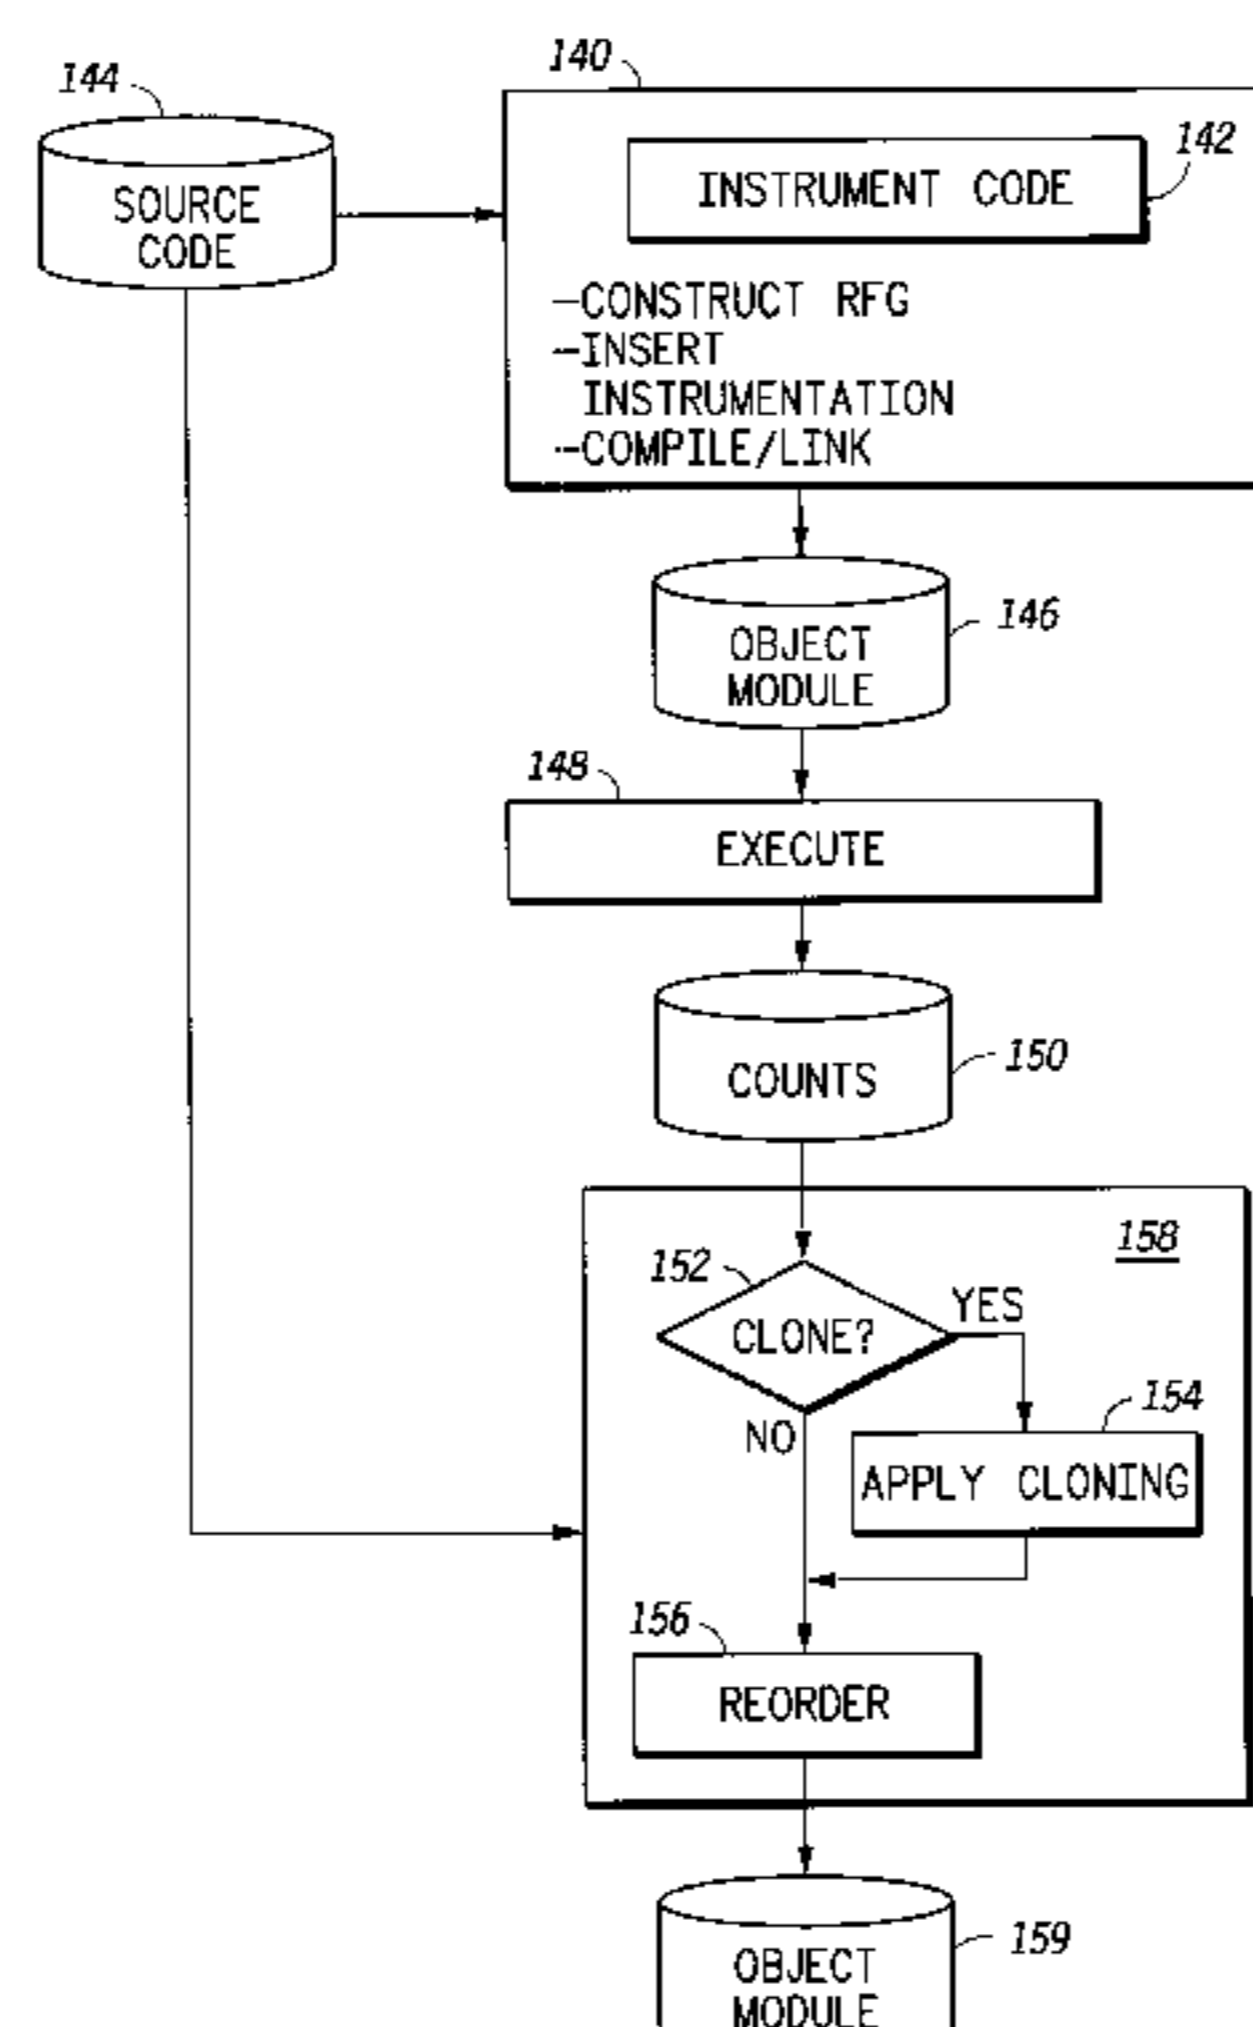 144
140
142
SOURCE
CODE
INSTRUMENT CODE
-CONSTRUCT RFG
-INSERT
INSTRUMENTATION
-COMPILE/LINK
146
OBJECT
MODULE
148
EXECUTE
150
COUNTS
158
152
CLONE?
YES
NO
154
APPLY CLONING
156
REORDER
159
OBJECT
MODULE